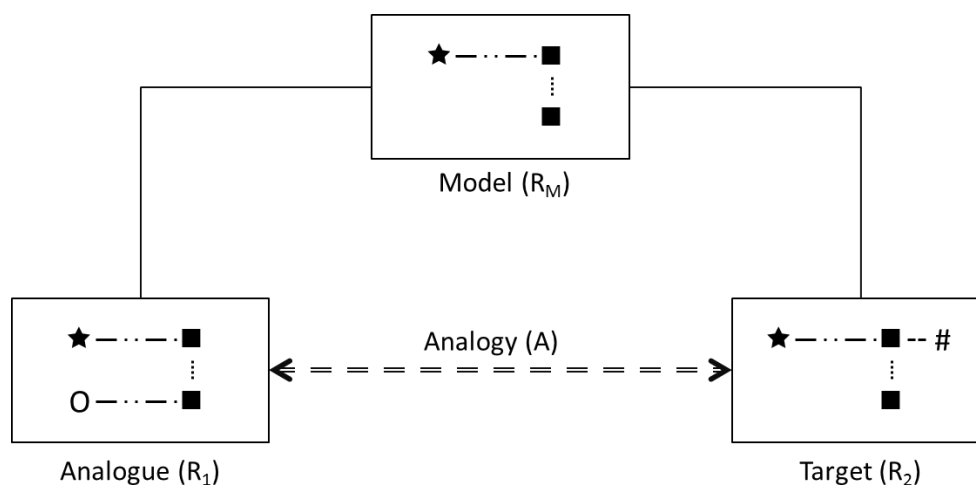 Model (R_M)
Analogy (A)
#
O
Analogue (R_1)
Target (R_2)